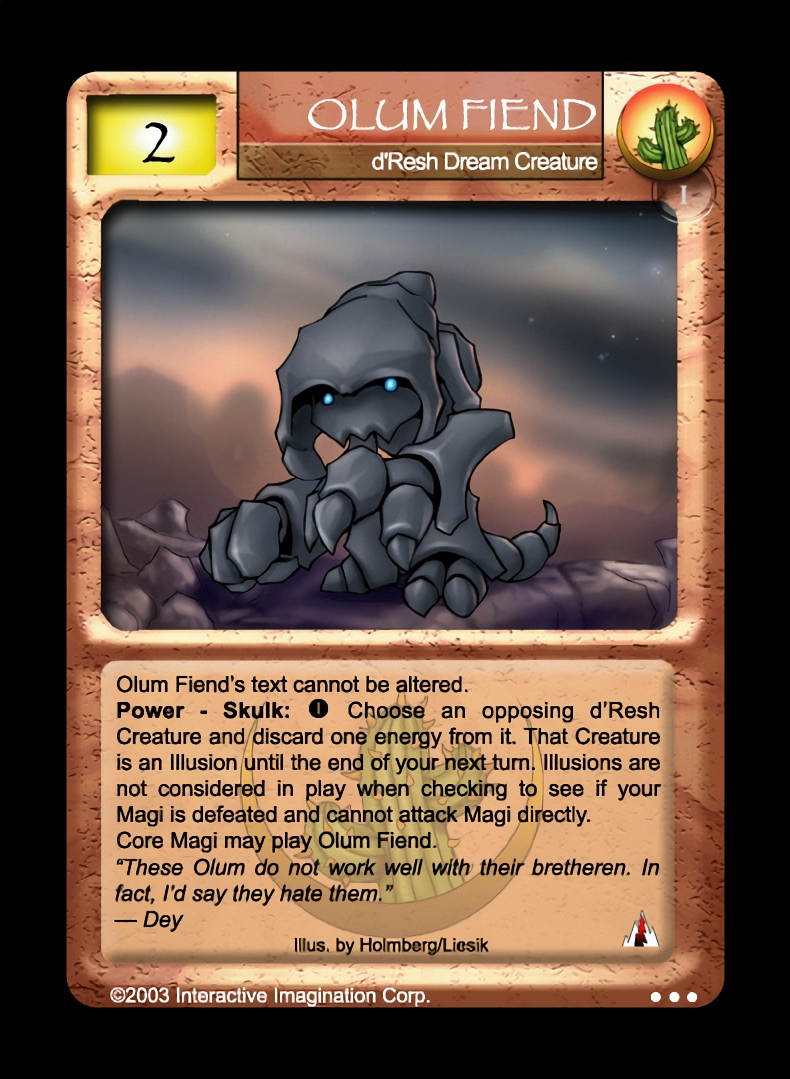 2
OLUM FIEND
d'Resh Dream Creature
I
Olum Fiend's text cannot be altered.
Power - Skulk: 1 Choose an opposing d'Resh
Creature and discard one energy from it. That Creature
is an Illusion until the end of your next turn. Illusions are
not considered in play when checking to see if your
Magi is defeated and cannot attack Magi directly.
Core Magi may play Olum Fiend.
“These Olum do not work well with their bretheren. In
fact, I'd say they hate them.”
— Dey
Illus. by Holmberg/Liesik
©2003 Interactive Imagination Corp.